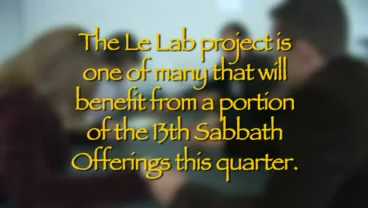 The Le Lab project is
one of many that will
benefit from a portion
of the 13th Sabbath
Offerings this quarter.